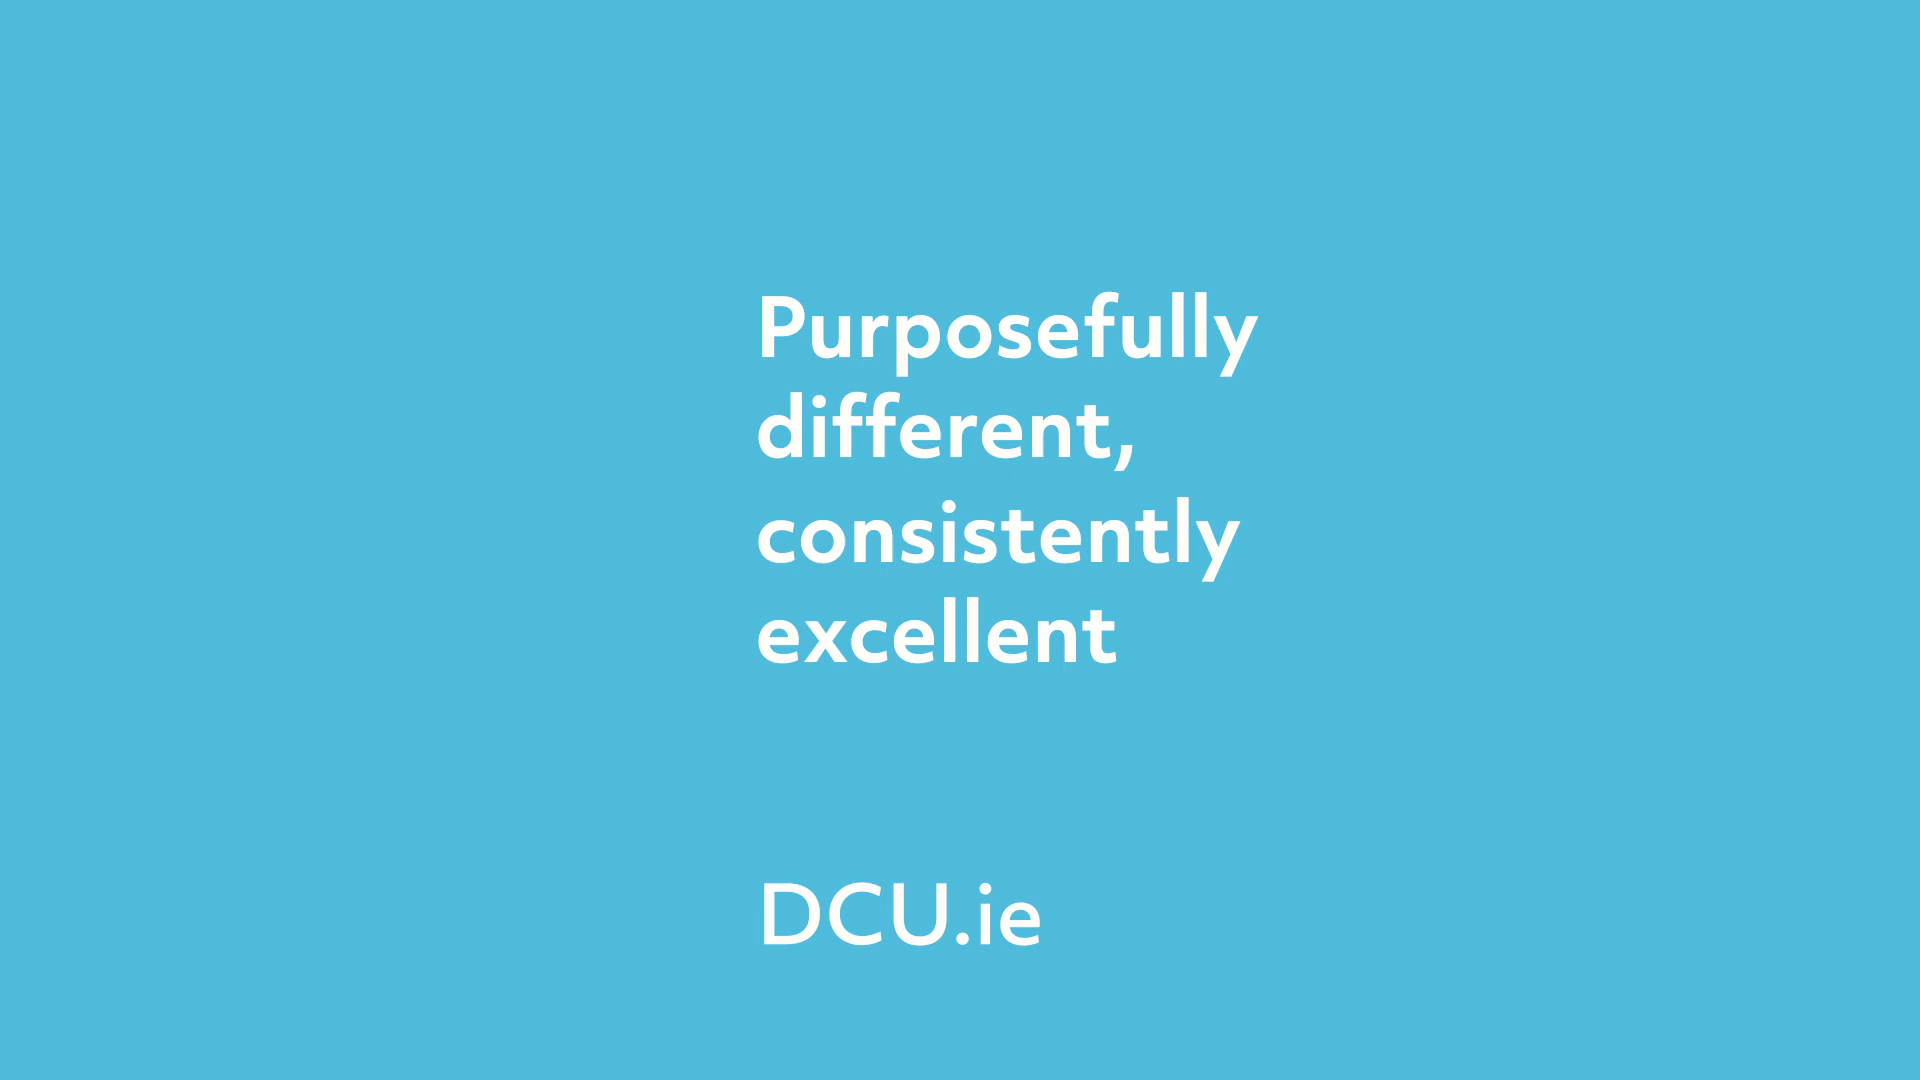 Purposefully
different,
consistently
excellent
DCU.ie